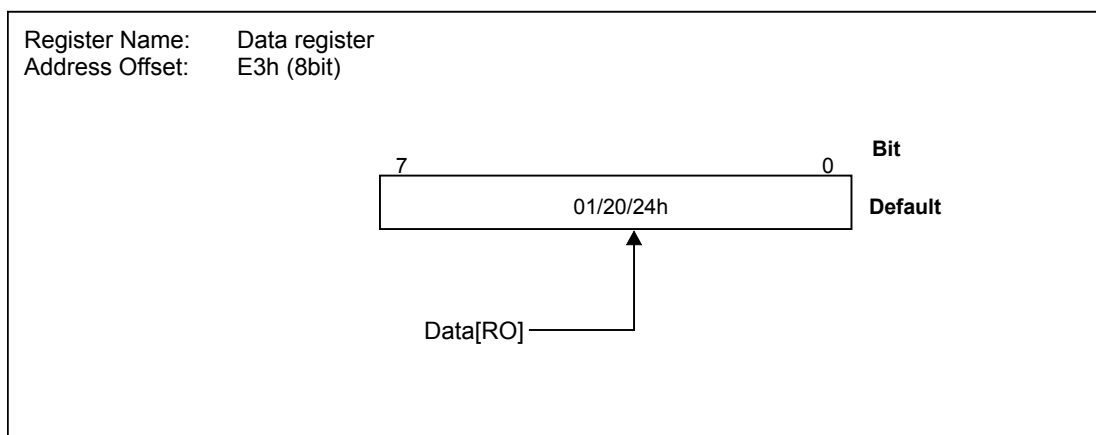 Register Name: Data register
Address Offset: E3h (8bit)
Bit
7 0
01/20/24h Default
Data[RO]